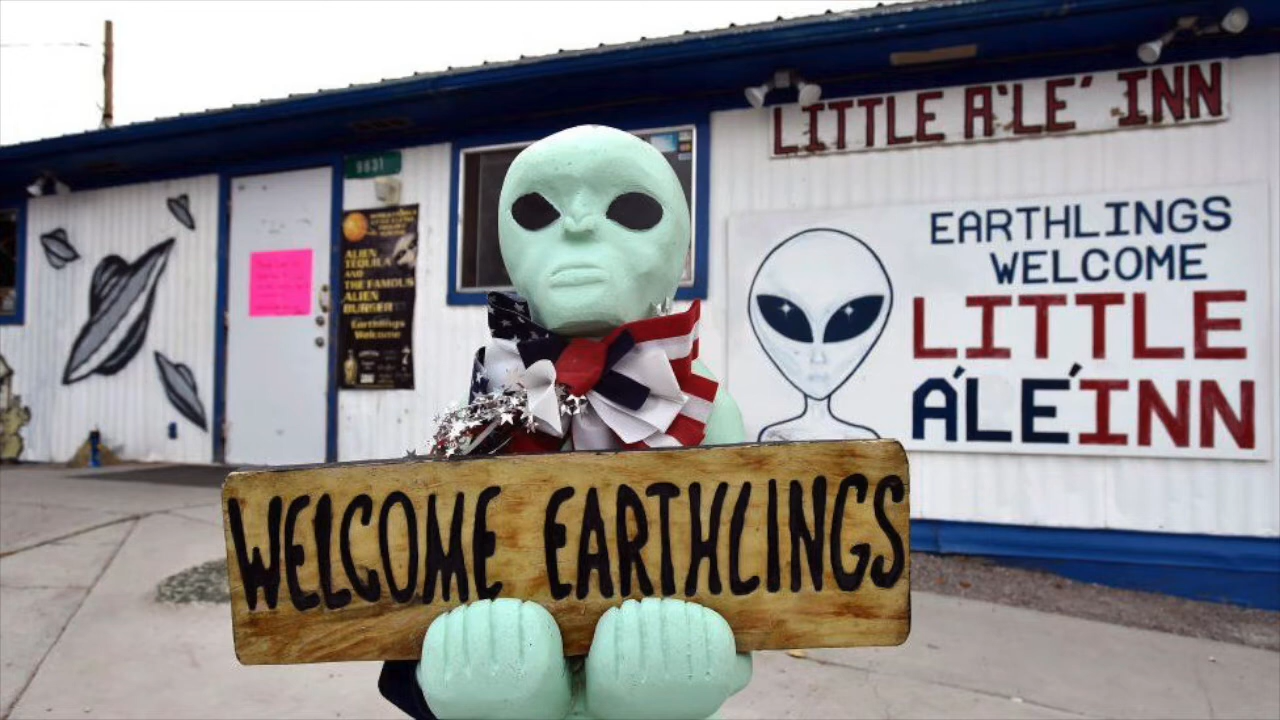 LITTLE A'LE' INN
9631
EARTHLINGS
WELCOME
LITTLE
A'LE'INN
ALIEN
TEQUILA
AND
THE FAMOUS
ALIEN
BURGER
Earthlings
Welcome
WELCOME EARTHLINGS